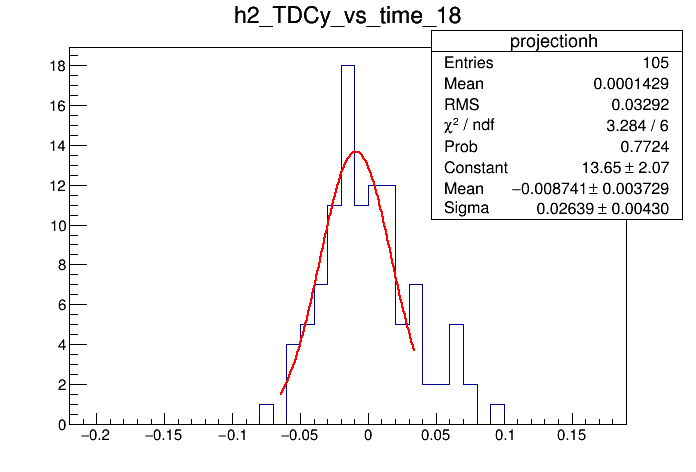 h2_TDCy_vs_time_18
projectionh
Entries 105
Mean 0.0001429
RMS 0.03292
χ² / ndf 3.284 / 6
Prob 0.7724
Constant 13.65 ± 2.07
Mean −0.008741 ± 0.003729
Sigma 0.02639 ± 0.00430
18
16
14
12
10
8
6
4
2
0
−0.2 −0.15 −0.1 −0.05 0 0.05 0.1 0.15